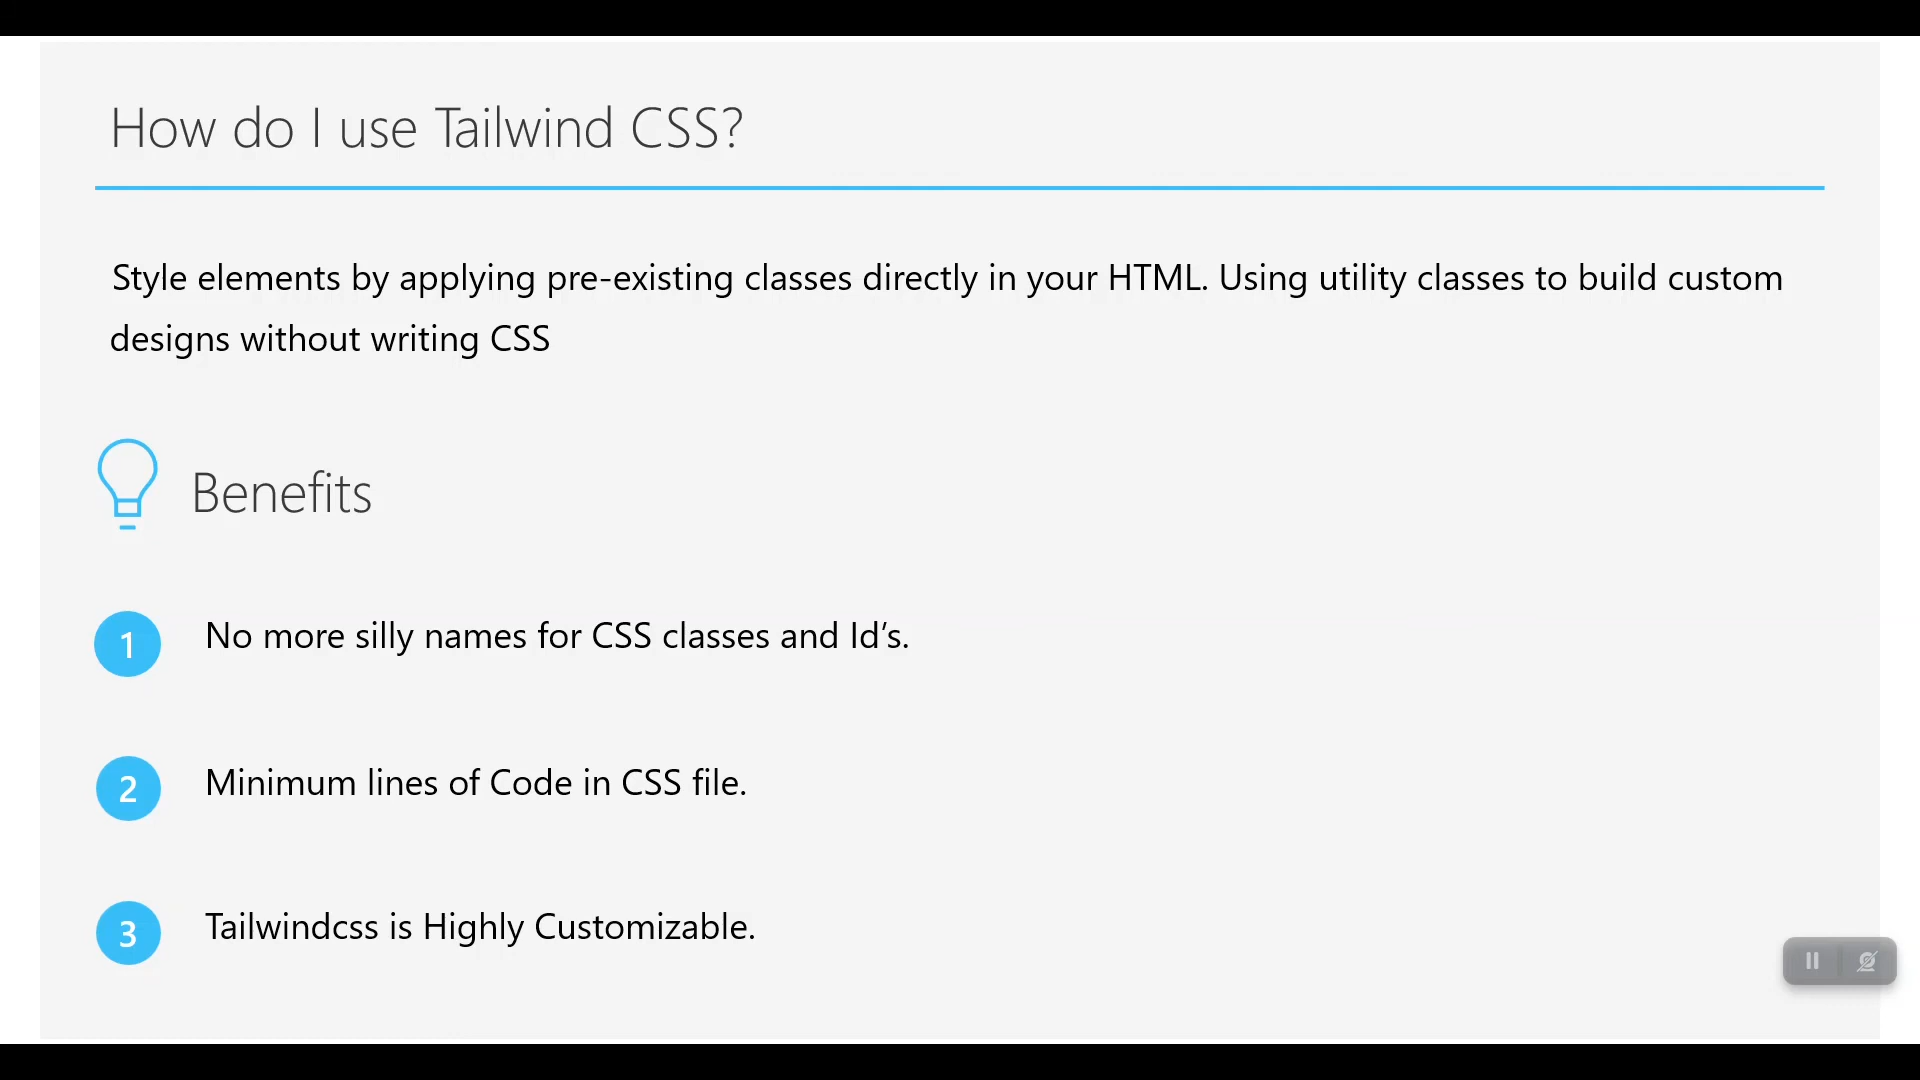 How do I use Tailwind CSS?
Style elements by applying pre-existing classes directly in your HTML. Using utility classes to build custom
designs without writing CSS
Benefits
1 No more silly names for CSS classes and Id’s.
2 Minimum lines of Code in CSS file.
3 Tailwindcss is Highly Customizable.